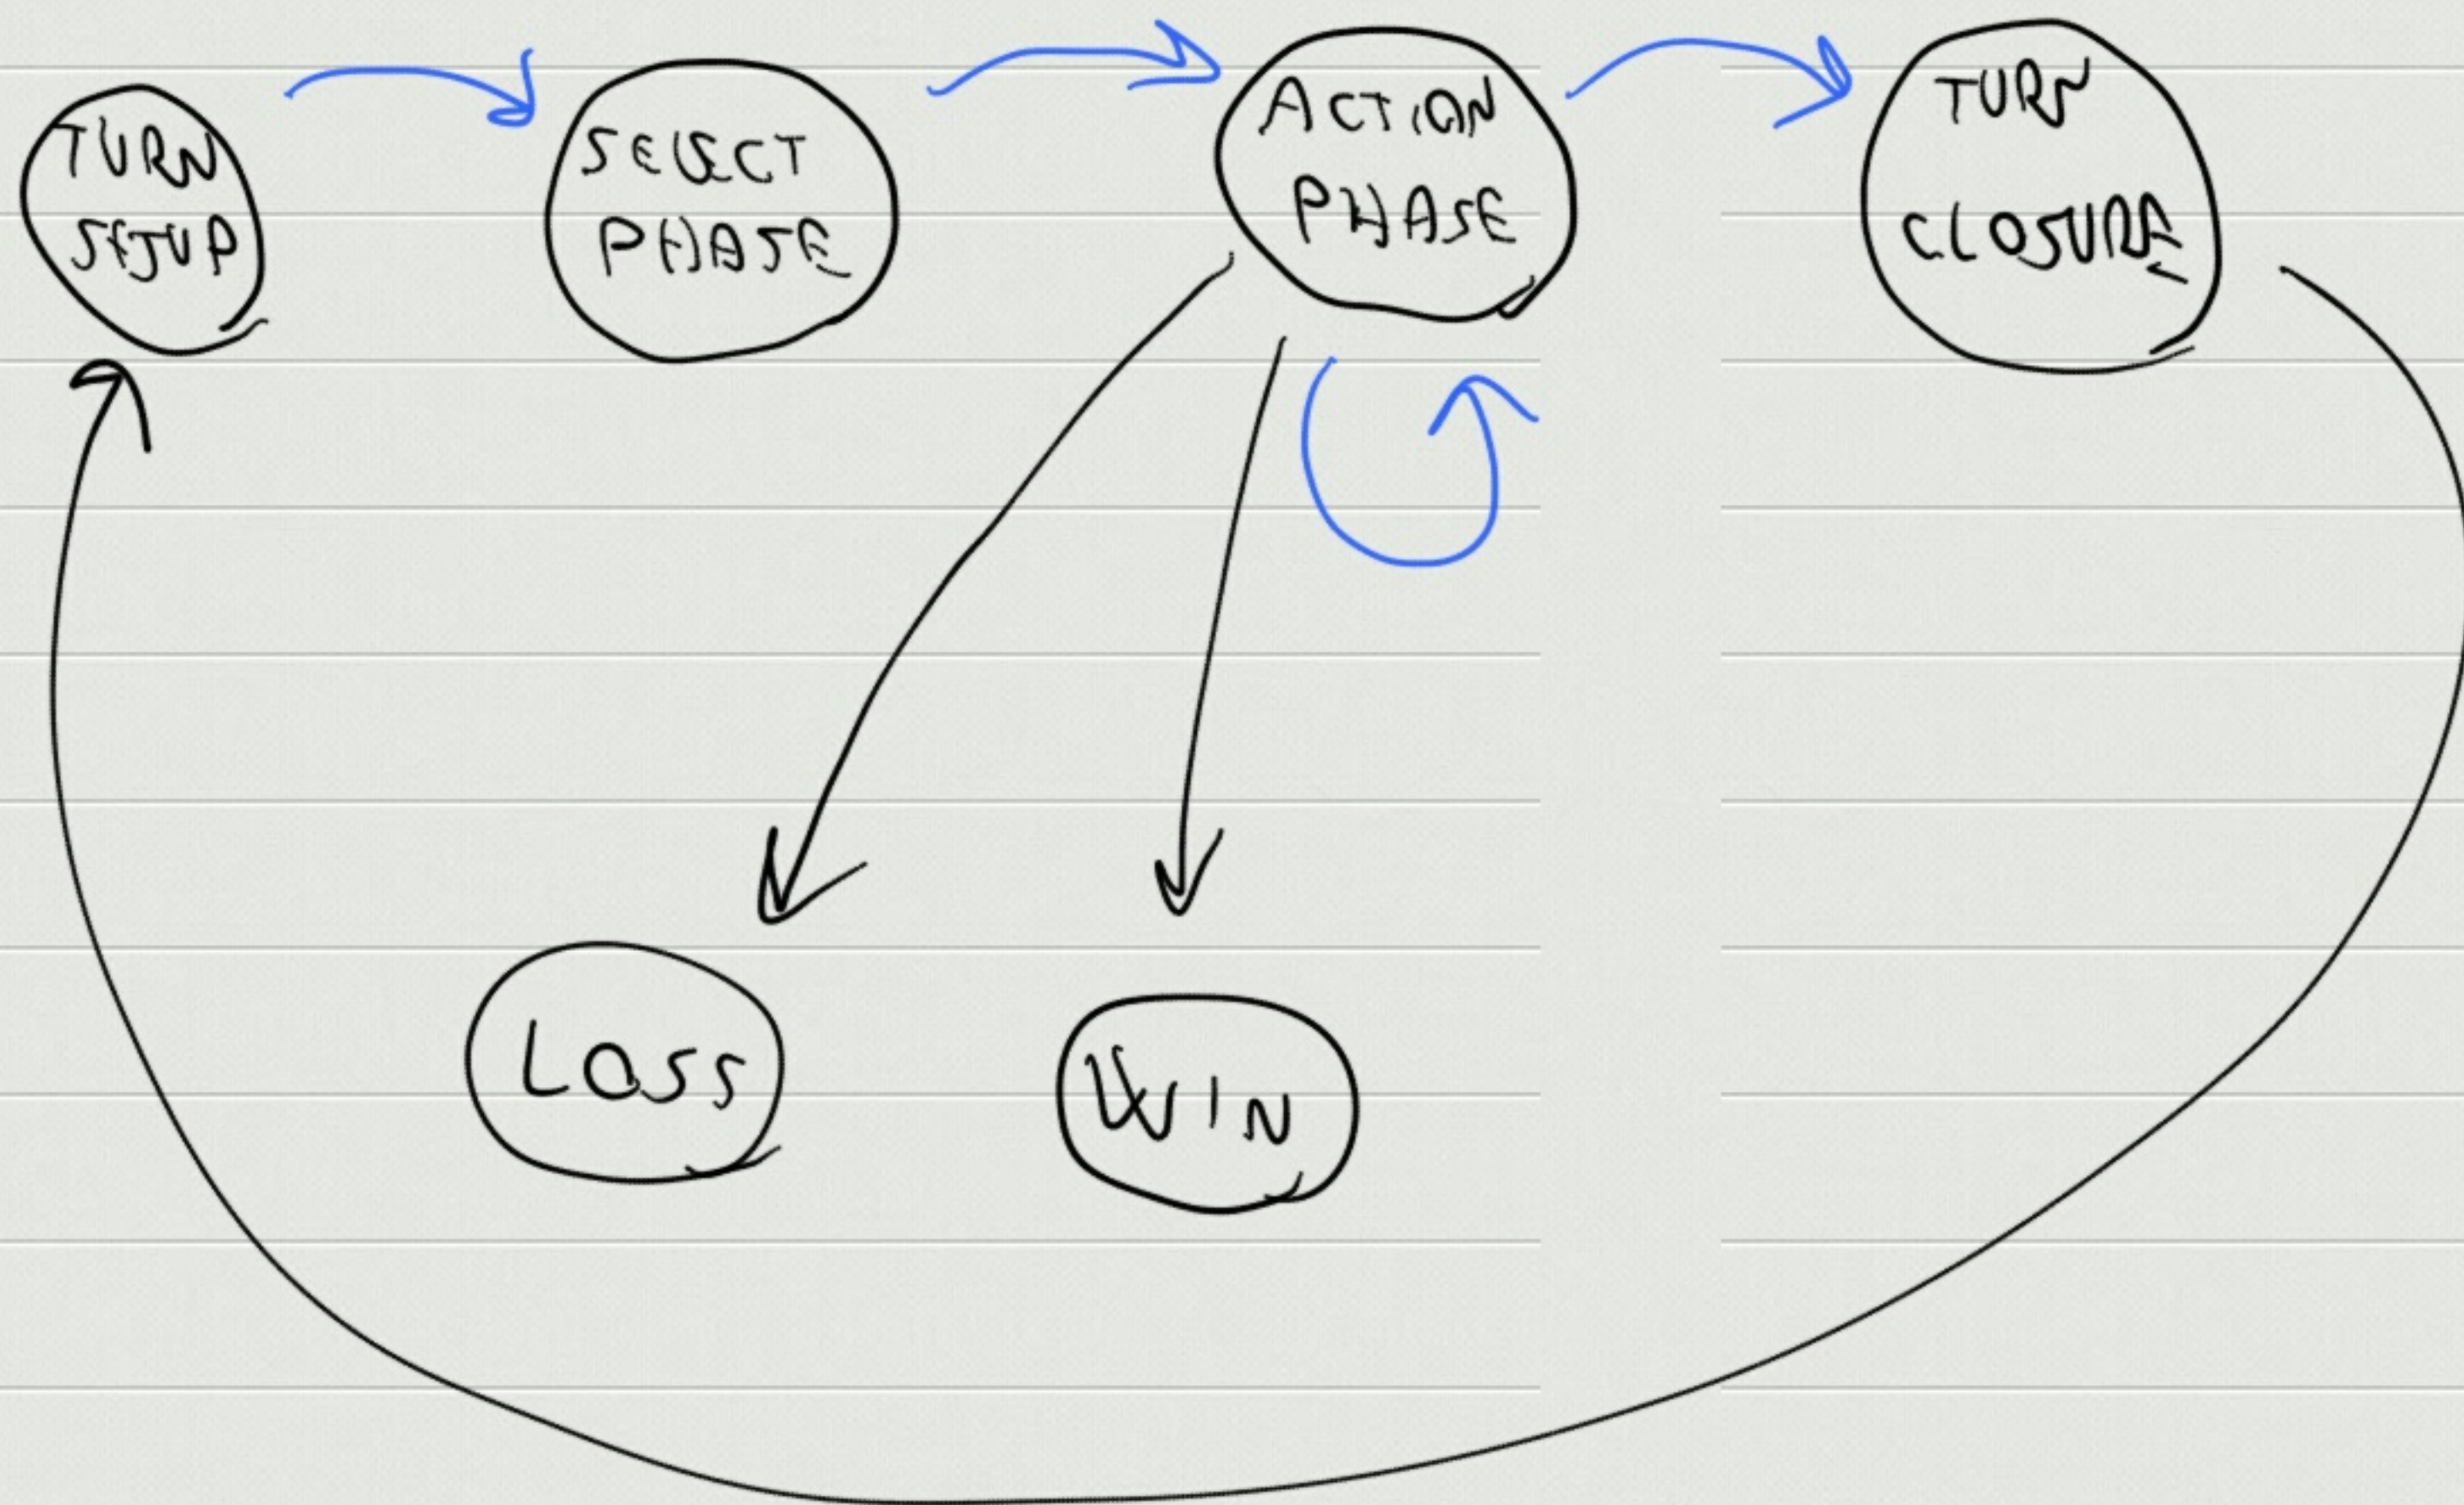 TURN
SETUP
SELECT
PHASE
ACTION
PHASE
TURN
CLOSURE
LOSS
WIN